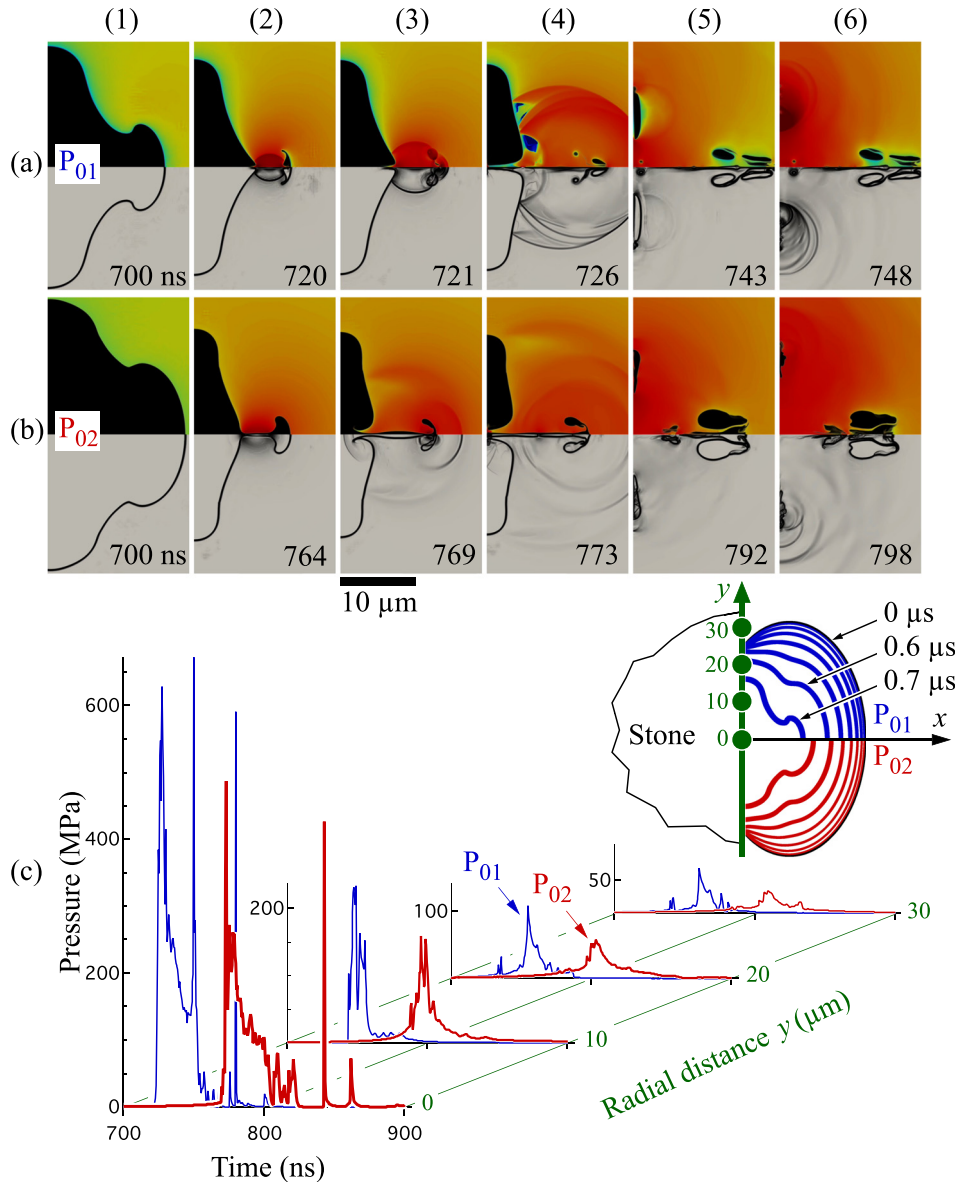 (1) (2) (3) (4) (5) (6)
(a)
P01
700 ns 720 721 726 743 748
(b)
P02
700 ns 764 769 773 792 798
10 µm
y
30
20
10
0
Stone
0 µs
0.6 µs
0.7 µs
P01
x
P02
(c)
Pressure (MPa)
600
400
200
0
200
100
50
P01
P02
30
20
10
0
Radial distance y (µm)
700 800 900
Time (ns)